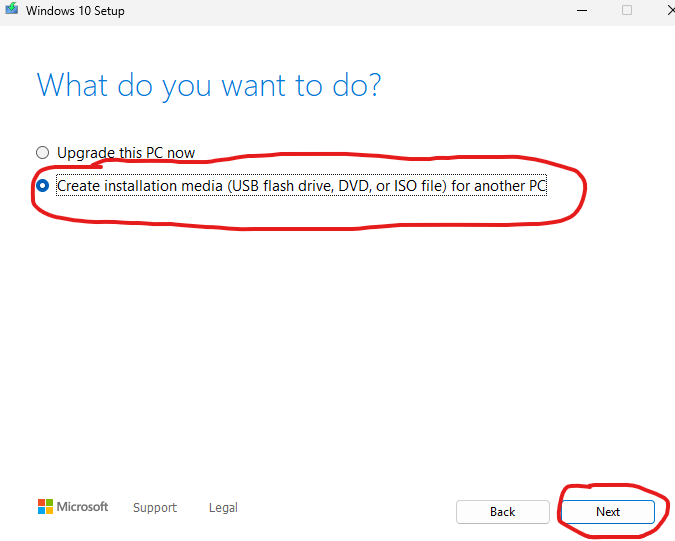 Windows 10 Setup
What do you want to do?
Upgrade this PC now
Create installation media (USB flash drive, DVD, or ISO file) for another PC
Microsoft Support Legal Back Next